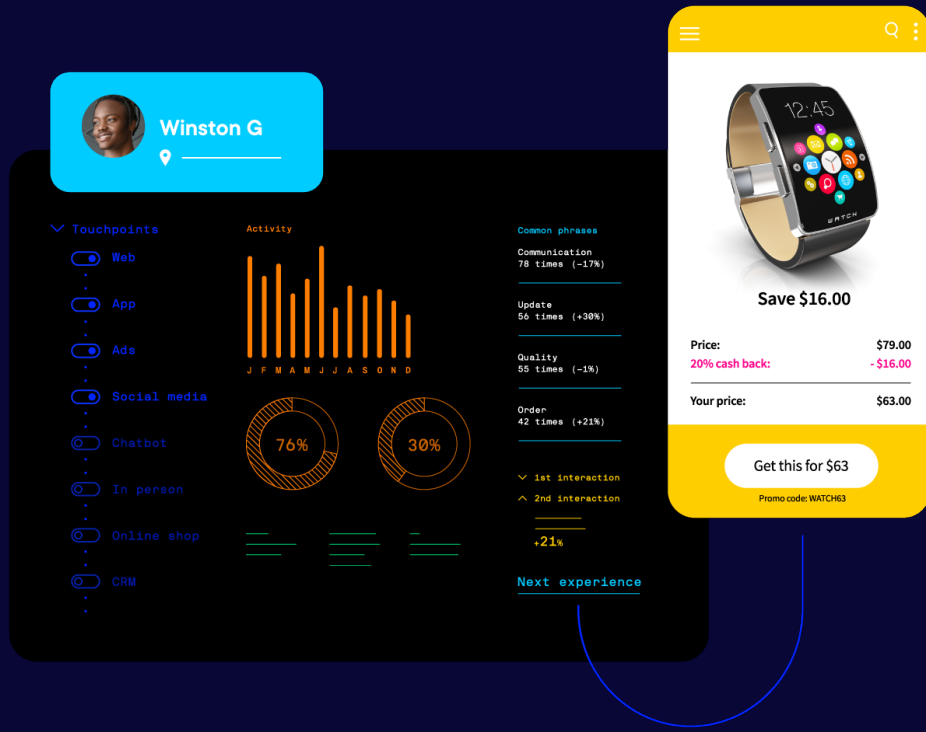 Winston G
Touchpoints
Web
App
Ads
Social media
Chatbot
In person
Online shop
CRM
Activity
J F M A M J J A S O N D
76%
30%
Common phrases
Communication
78 times (-17%)
Update
56 times (+30%)
Quality
55 times (-1%)
Order
42 times (+21%)
1st interaction
2nd interaction
+21%
Next experience
12:45
WATCH
Save $16.00
Price: $79.00
20% cash back: - $16.00
Your price: $63.00
Get this for $63
Promo code: WATCH63